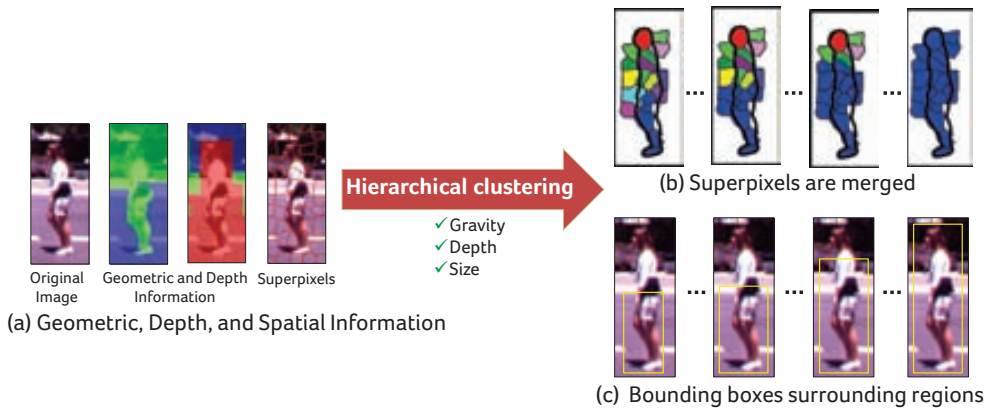 Original
Image
Geometric and Depth
Information
Superpixels
(a) Geometric, Depth, and Spatial Information
Hierarchical clustering
✓Gravity
✓Depth
✓Size
... ... ...
(b) Superpixels are merged
... ... ...
(c) Bounding boxes surrounding regions